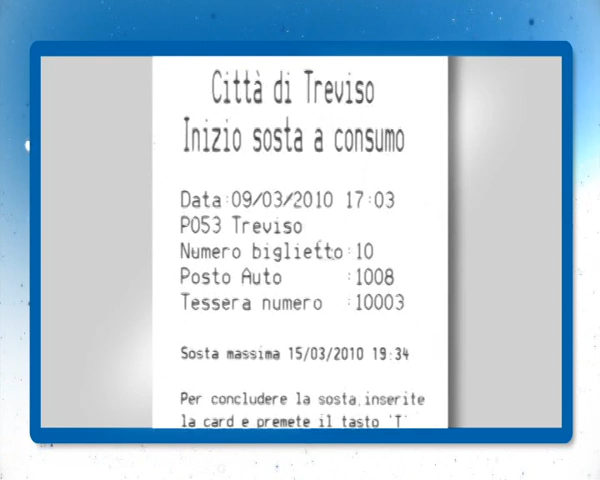 Città di Treviso
Inizio sosta a consumo
Data:09/03/2010 17:03
P053 Treviso
Numero biglietto:10
Posto Auto :1008
Tessera numero :10003
Sosta massima 15/03/2010 19:34
Per concludere la sosta,inserite
la card e premete il tasto 'T'